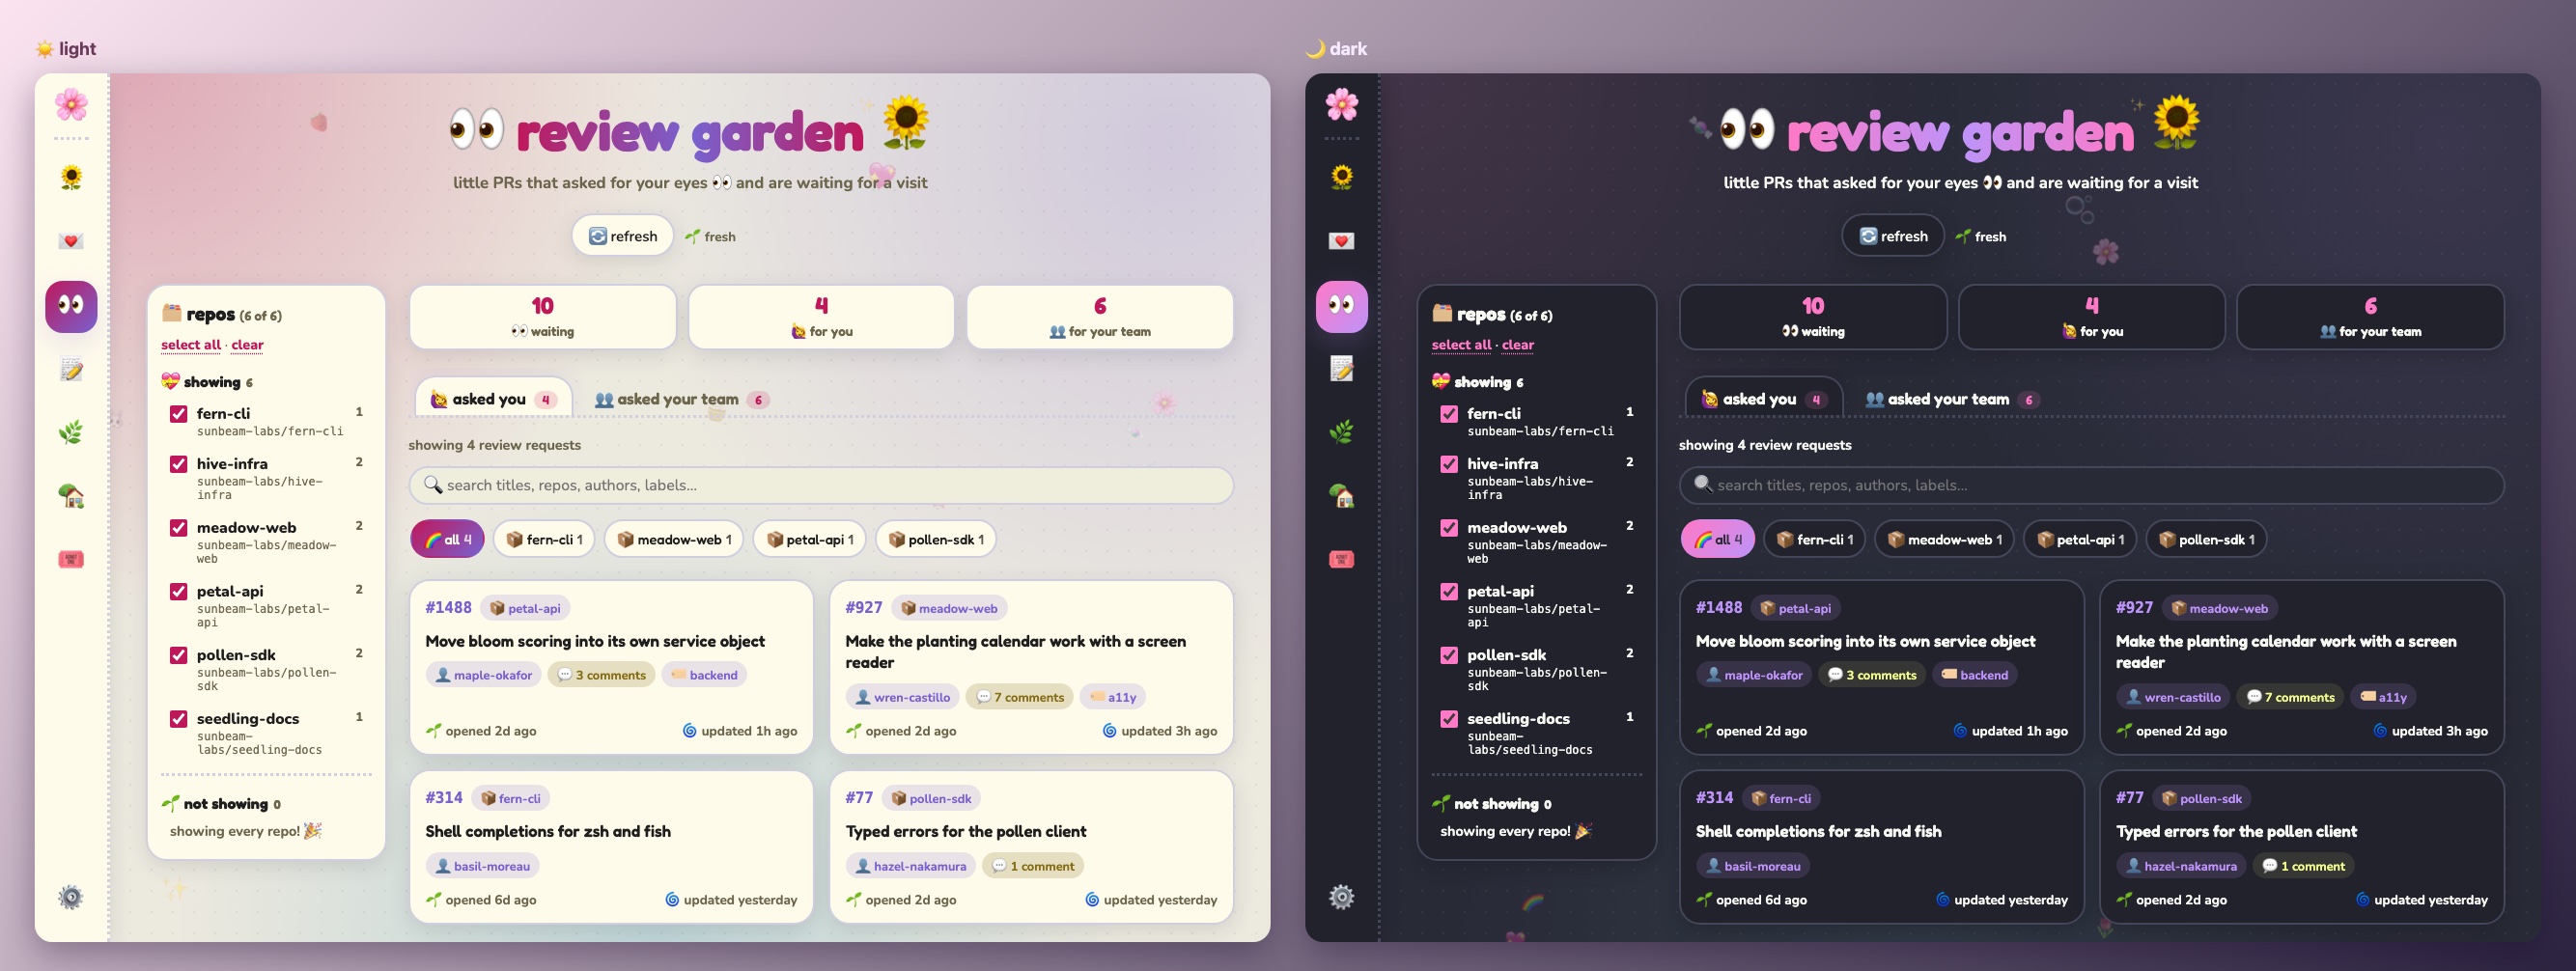 light
review garden
little PRs that asked for your eyes 👀 and are waiting for a visit
refresh
fresh
repos (6 of 6)
select all · clear
showing 6
fern-cli 1
sunbeam-labs/fern-cli
hive-infra 2
sunbeam-labs/hive-
infra
meadow-web 2
sunbeam-labs/meadow-
web
petal-api 2
sunbeam-labs/petal-
api
pollen-sdk 2
sunbeam-labs/pollen-
sdk
seedling-docs 1
sunbeam-
labs/seedling-docs
not showing 0
showing every repo!
10
waiting
4
for you
6
for your team
asked you 4
asked your team 6
showing 4 review requests
search titles, repos, authors, labels...
all 4
fern-cli 1
meadow-web 1
petal-api 1
pollen-sdk 1
#1488 petal-api
Move bloom scoring into its own service object
maple-okafor 3 comments backend
opened 2d ago updated 1h ago
#927 meadow-web
Make the planting calendar work with a screen
reader
wren-castillo 7 comments a11y
opened 2d ago updated 3h ago
#314 fern-cli
Shell completions for zsh and fish
basil-moreau
opened 6d ago updated yesterday
#77 pollen-sdk
Typed errors for the pollen client
hazel-nakamura 1 comment
opened 2d ago updated yesterday
dark
review garden
little PRs that asked for your eyes 👀 and are waiting for a visit
refresh
fresh
repos (6 of 6)
select all · clear
showing 6
fern-cli 1
sunbeam-labs/fern-cli
hive-infra 2
sunbeam-labs/hive-
infra
meadow-web 2
sunbeam-labs/meadow-
web
petal-api 2
sunbeam-labs/petal-
api
pollen-sdk 2
sunbeam-labs/pollen-
sdk
seedling-docs 1
sunbeam-
labs/seedling-docs
not showing 0
showing every repo!
10
waiting
4
for you
6
for your team
asked you 4
asked your team 6
showing 4 review requests
search titles, repos, authors, labels...
all 4
fern-cli 1
meadow-web 1
petal-api 1
pollen-sdk 1
#1488 petal-api
Move bloom scoring into its own service object
maple-okafor 3 comments backend
opened 2d ago updated 1h ago
#927 meadow-web
Make the planting calendar work with a screen
reader
wren-castillo 7 comments a11y
opened 2d ago updated 3h ago
#314 fern-cli
Shell completions for zsh and fish
basil-moreau
opened 6d ago updated yesterday
#77 pollen-sdk
Typed errors for the pollen client
hazel-nakamura 1 comment
opened 2d ago updated yesterday